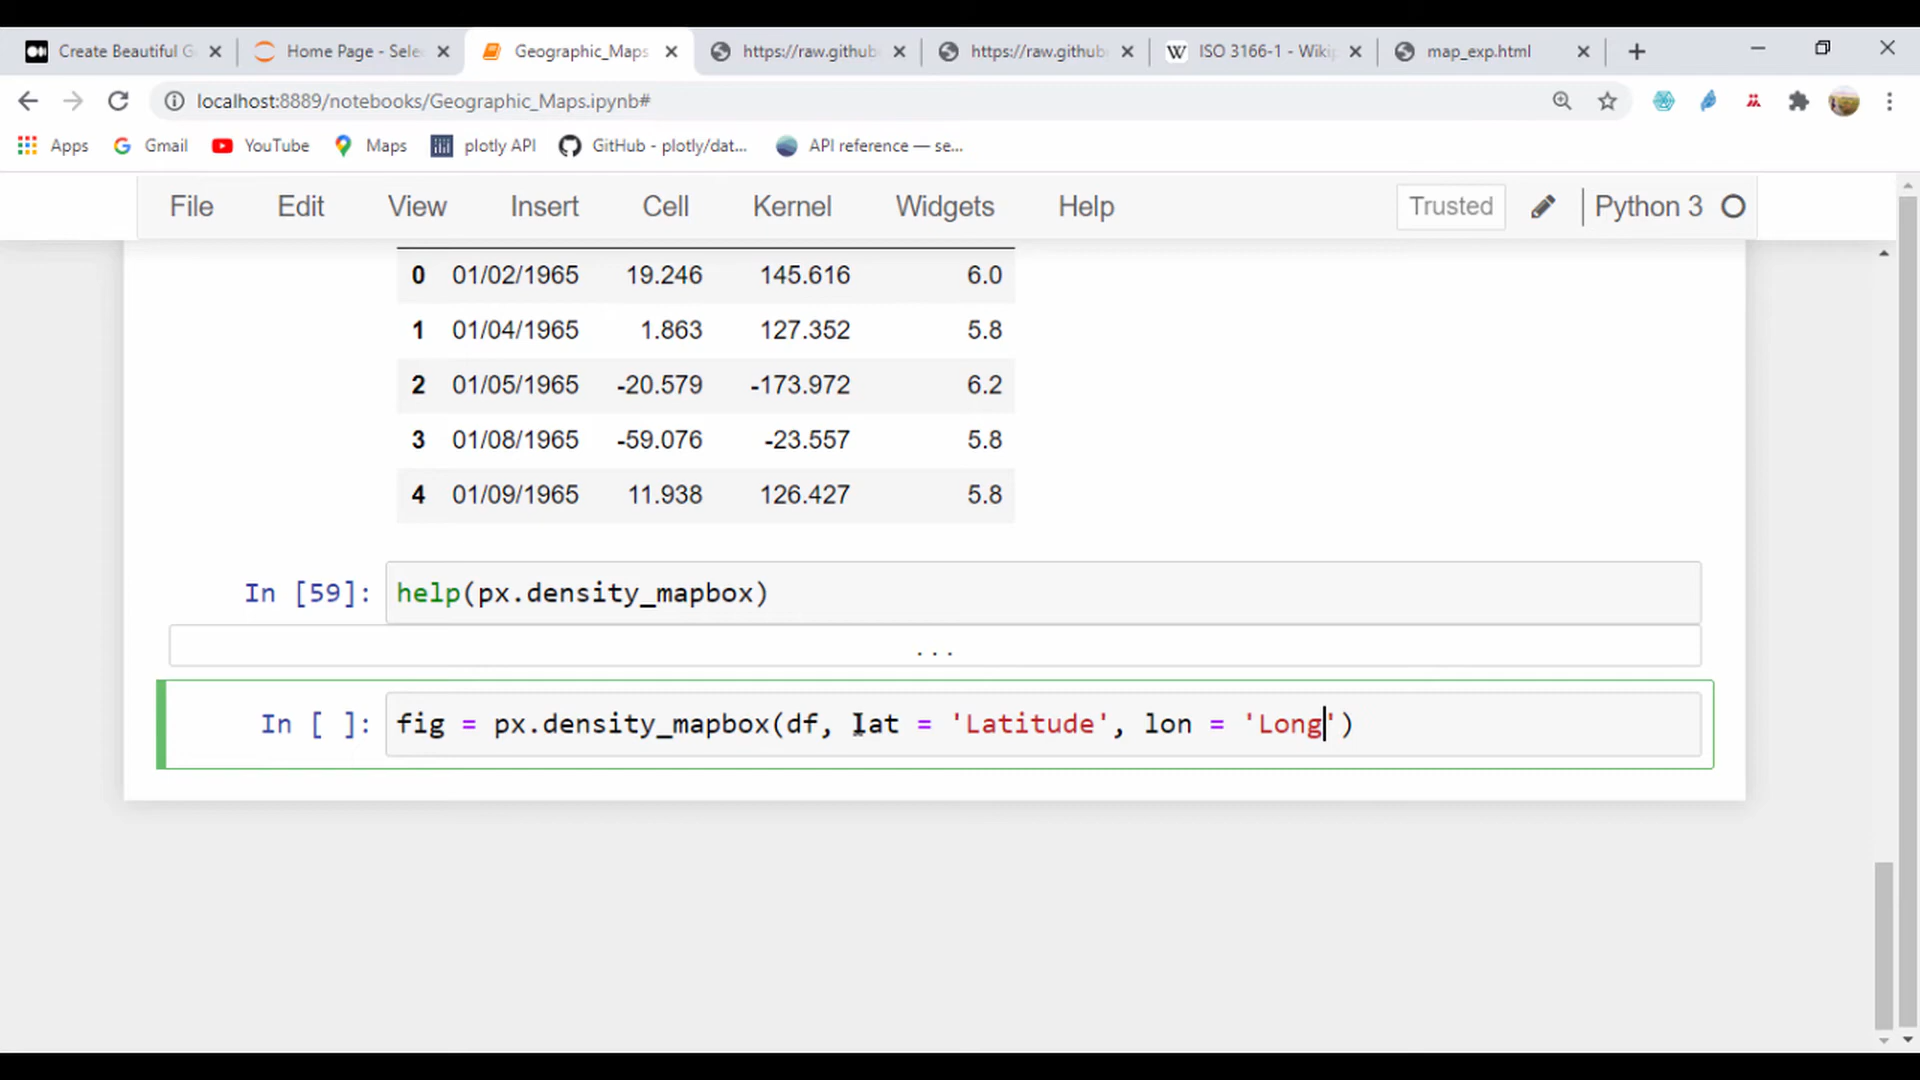 Create Beautiful G
Home Page - Selec
Geographic_Maps
https://raw.github
https://raw.github
W ISO 3166-1 - Wikip
map_exp.html
localhost:8889/notebooks/Geographic_Maps.ipynb#
Apps Gmail YouTube Maps plotly API GitHub - plotly/dat... API reference — se...
File Edit View Insert Cell Kernel Widgets Help Trusted Python 3
0 01/02/1965 19.246 145.616 6.0
1 01/04/1965 1.863 127.352 5.8
2 01/05/1965 -20.579 -173.972 6.2
3 01/08/1965 -59.076 -23.557 5.8
4 01/09/1965 11.938 126.427 5.8
In [59]: help(px.density_mapbox)
...
In [ ]: fig = px.density_mapbox(df, lat = 'Latitude', lon = 'Long')